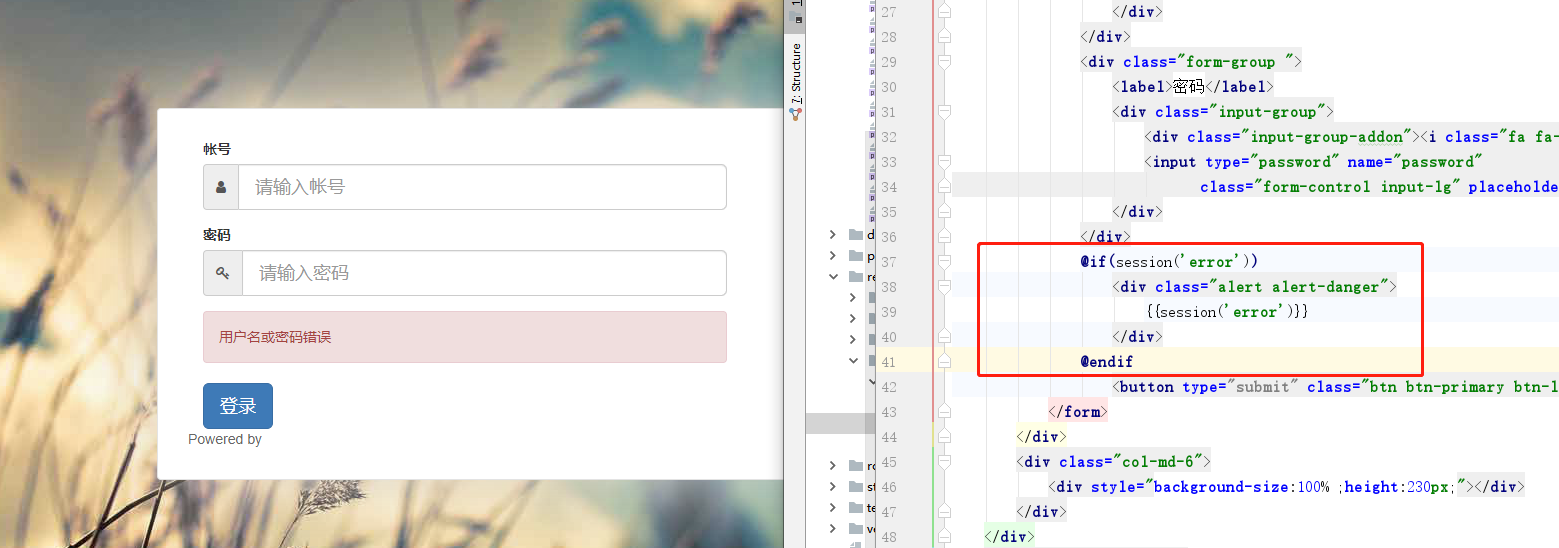 帐号
请输入帐号
密码
请输入密码
用户名或密码错误
登录
Powered by
7: Structure
27 </div>
28 </div>
29 <div class="form-group ">
30 <label>密码</label>
31 <div class="input-group">
32 <div class="input-group-addon"><i class="fa fa-
33 <input type="password" name="password"
34 class="form-control input-lg" placeholde
35 </div>
36 </div>
37 @if(session('error'))
38 <div class="alert alert-danger">
39 {{session('error')}}
40 </div>
41 @endif
42 <button type="submit" class="btn btn-primary btn-l
43 </form>
44 </div>
45 <div class="col-md-6">
46 <div style="background-size:100% ;height:230px;"></div>
47 </div>
48 </div>